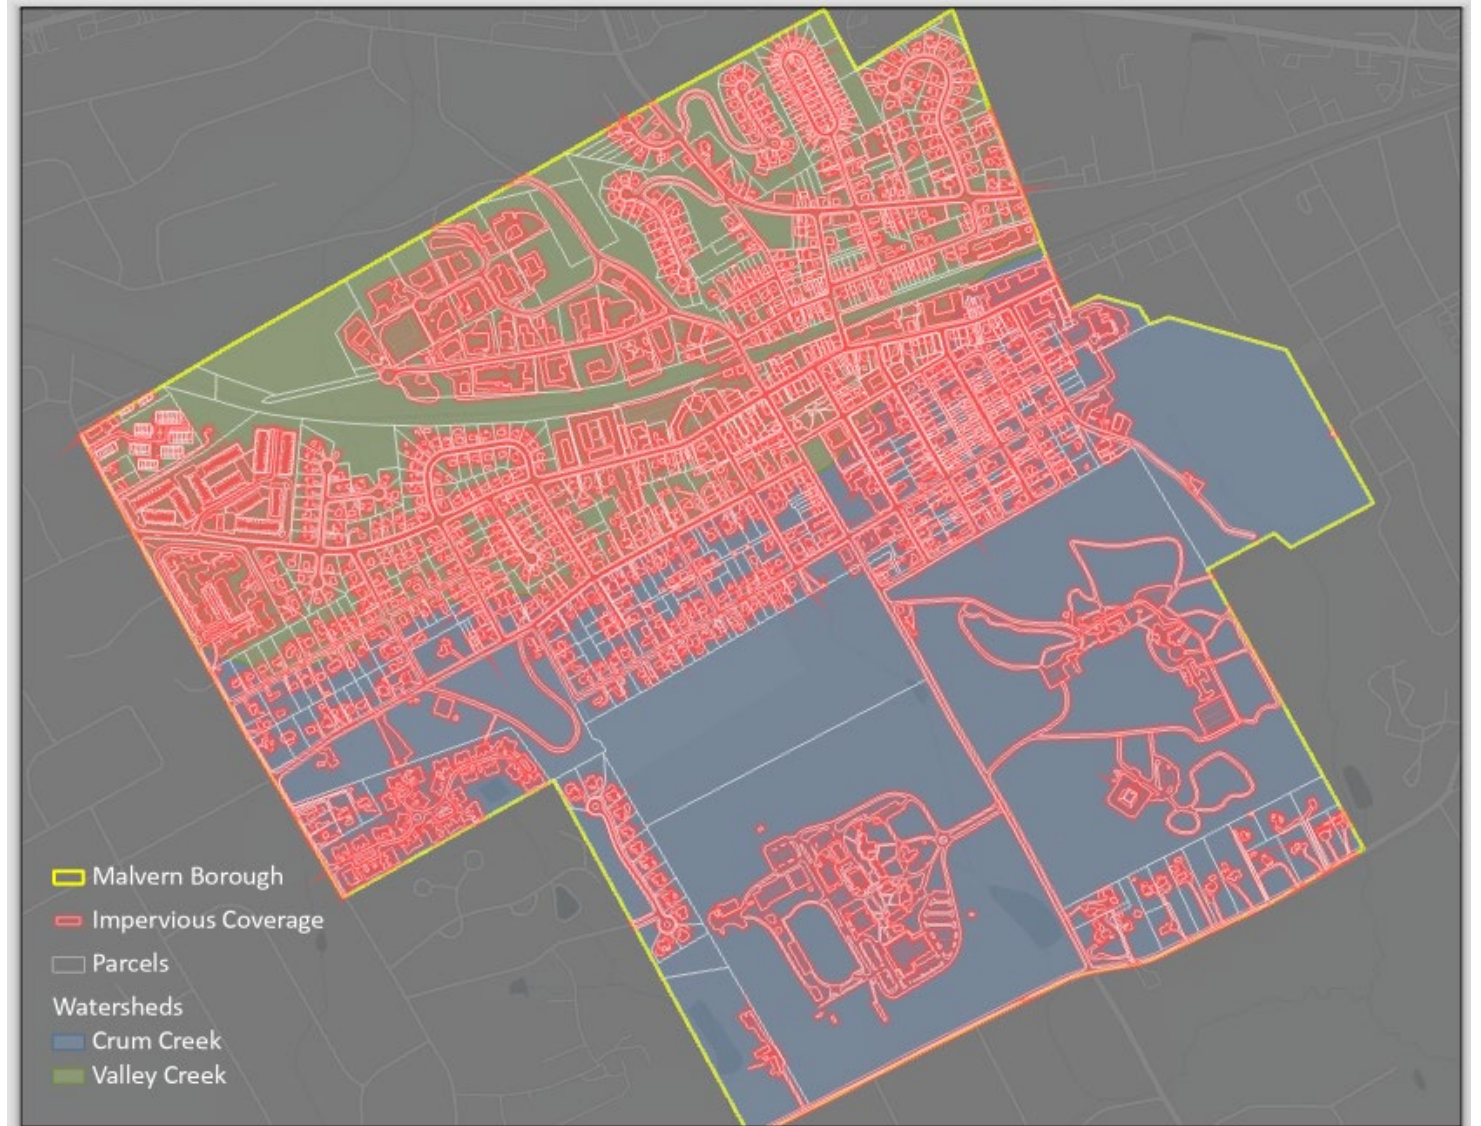 Malvern Borough
Impervious Coverage
Parcels
Watersheds
Crum Creek
Valley Creek